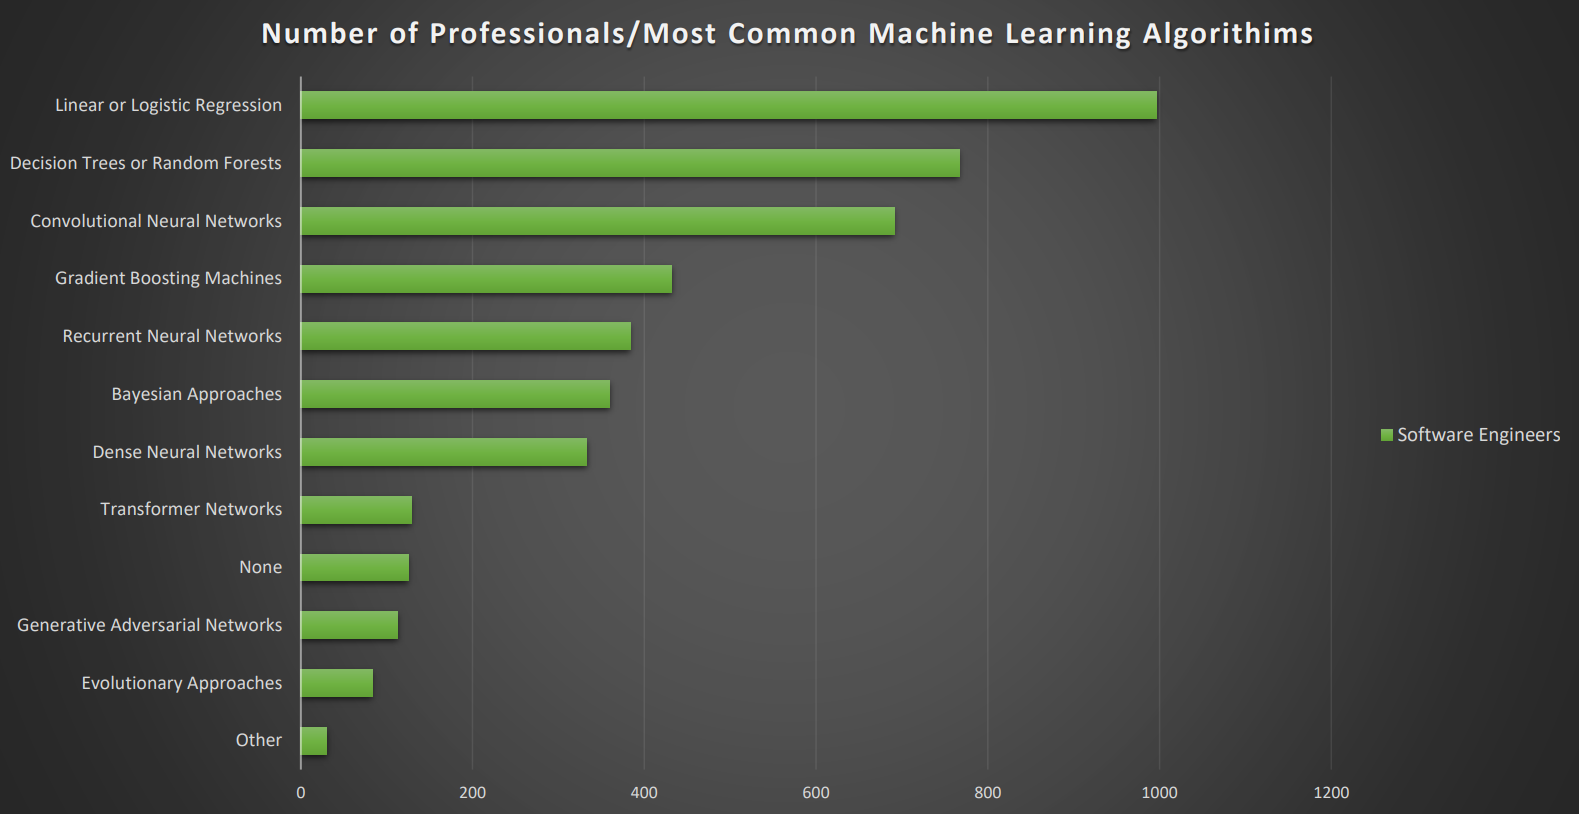 Number of Professionals/Most Common Machine Learning Algorithims
Linear or Logistic Regression
Decision Trees or Random Forests
Convolutional Neural Networks
Gradient Boosting Machines
Recurrent Neural Networks
Bayesian Approaches
Dense Neural Networks
Transformer Networks
None
Generative Adversarial Networks
Evolutionary Approaches
Other
0 200 400 600 800 1000 1200
Software Engineers